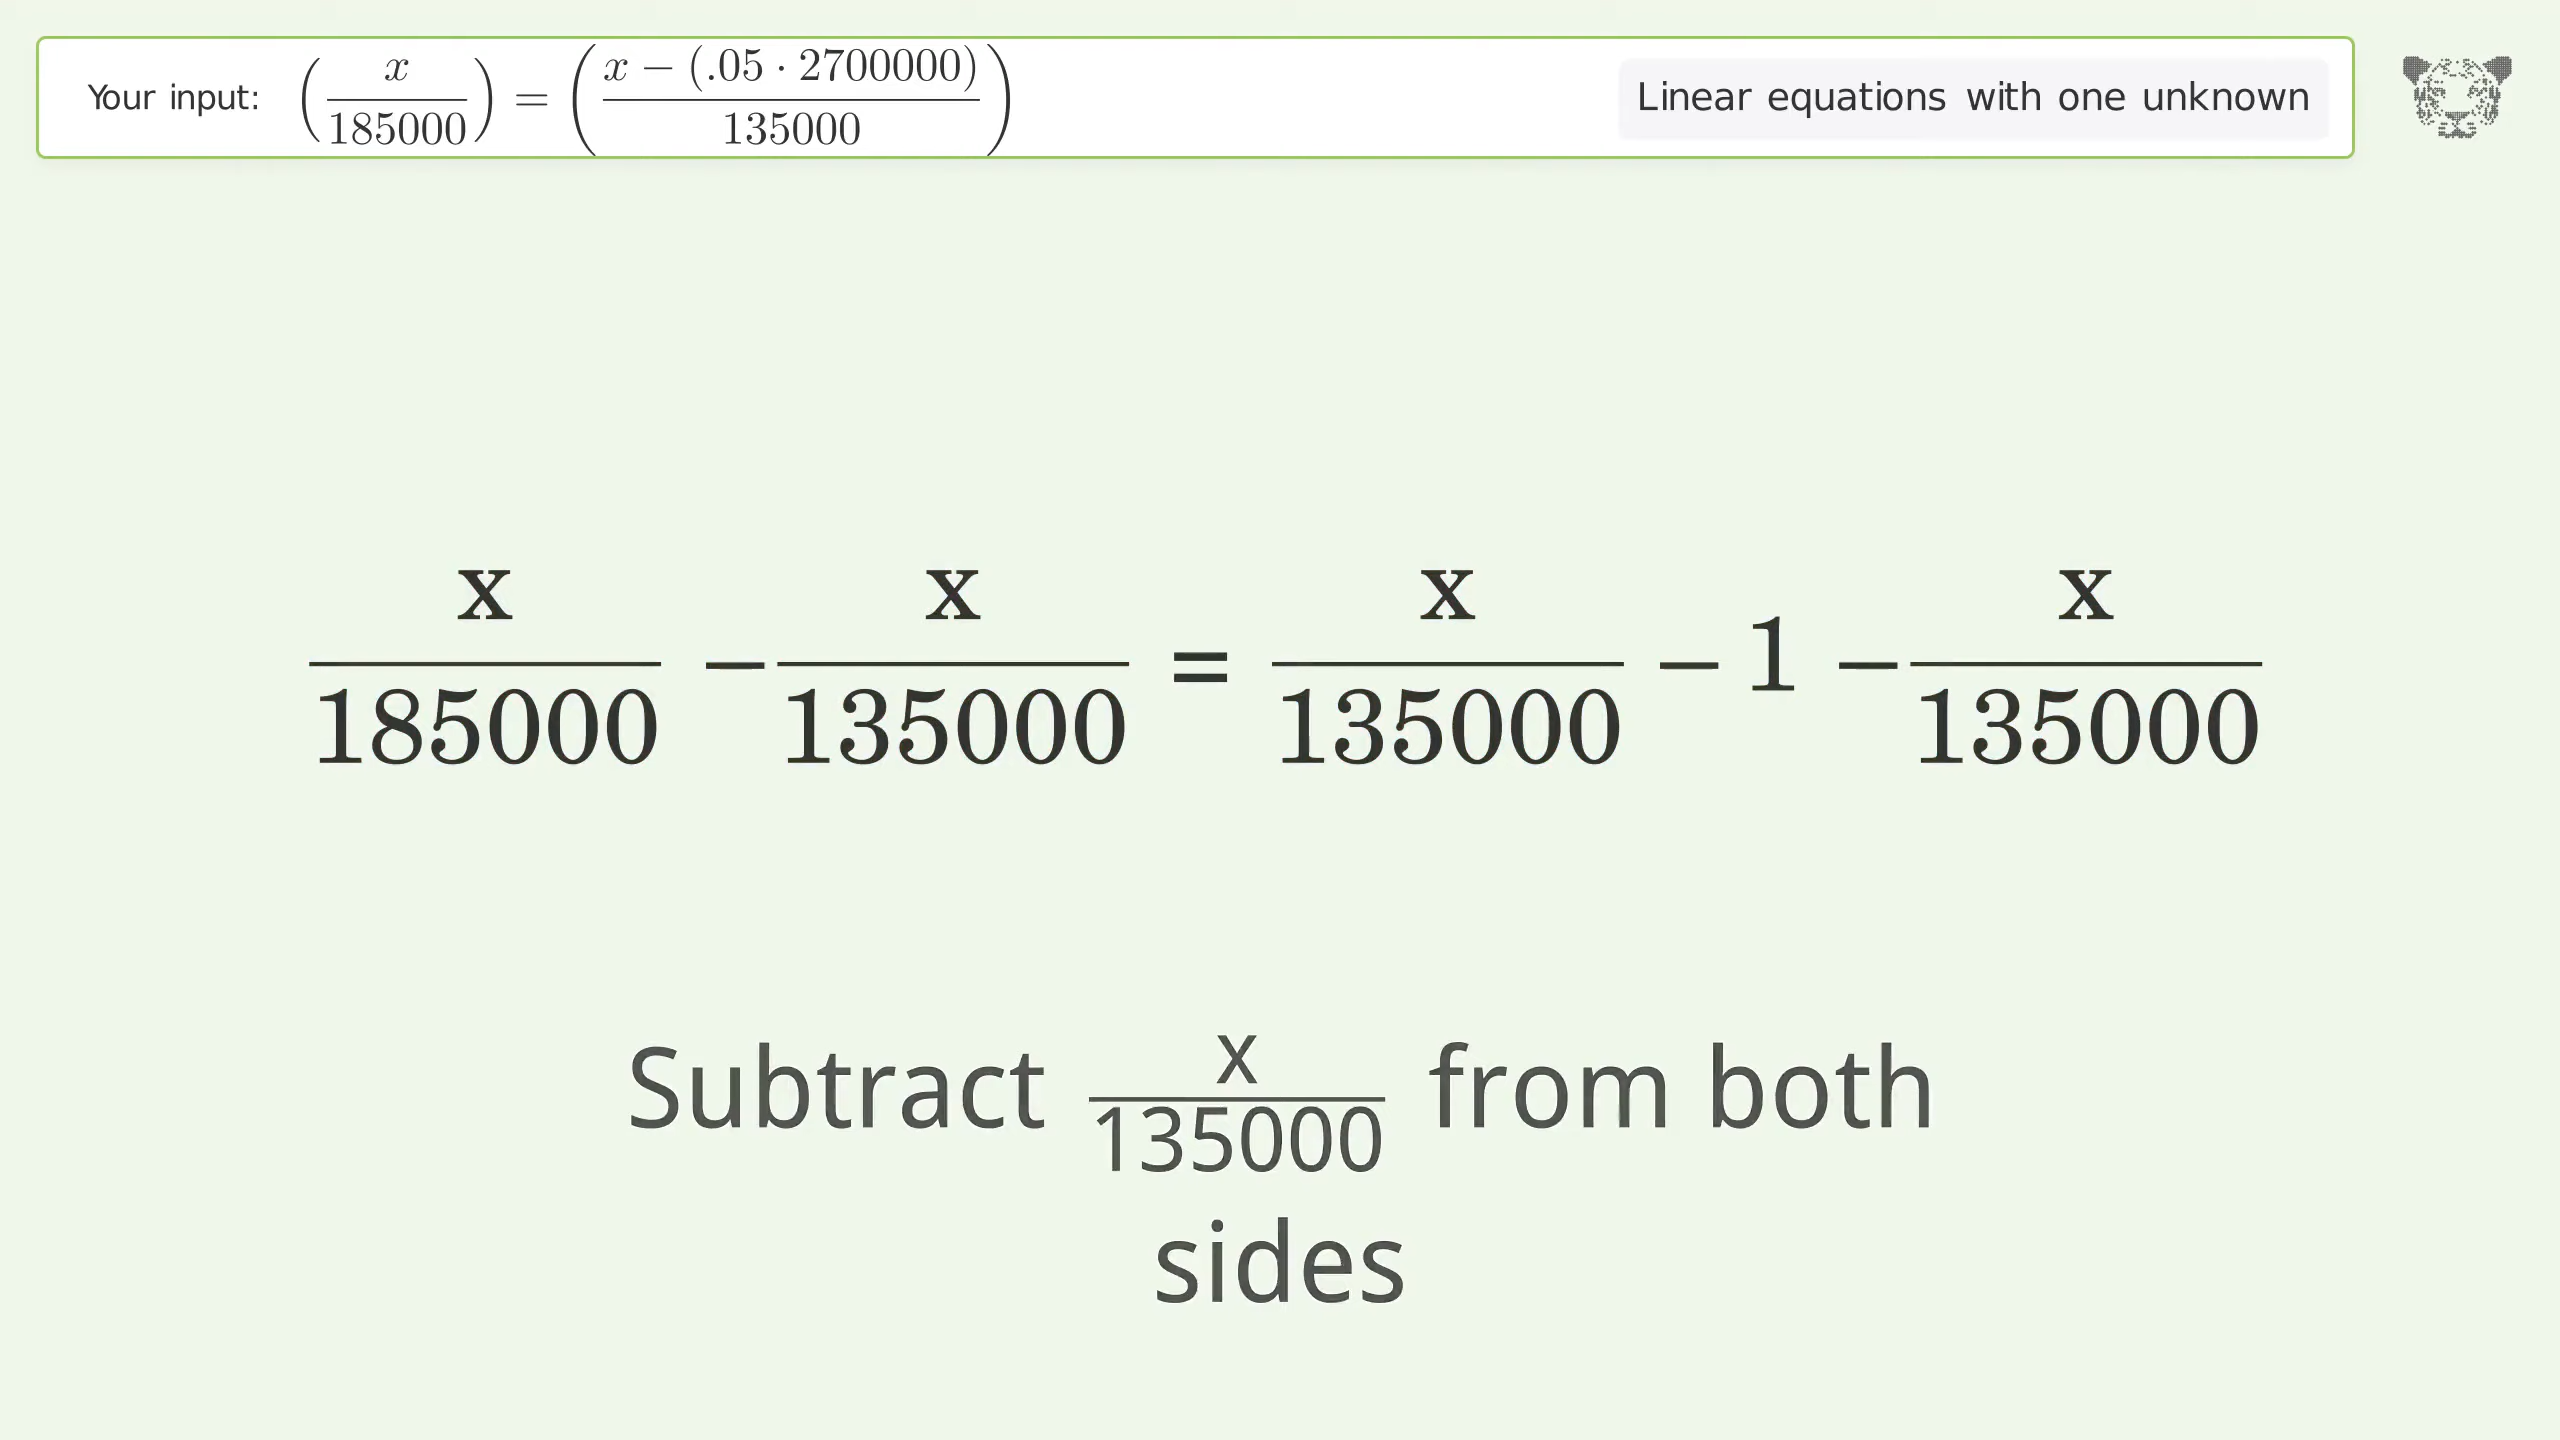 Your input: (x/185000) = ((x − (.05 · 2700000))/135000)
Linear equations with one unknown
x/185000 − x/135000 = x/135000 − 1 − x/135000
Subtract x/135000 from both
sides